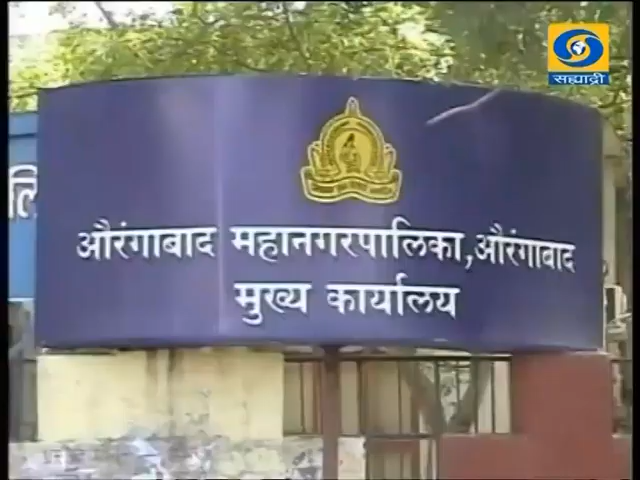 सह्याद्री
लि
औरंगाबाद महानगरपालिका, औरंगाबाद
मुख्य कार्यालय